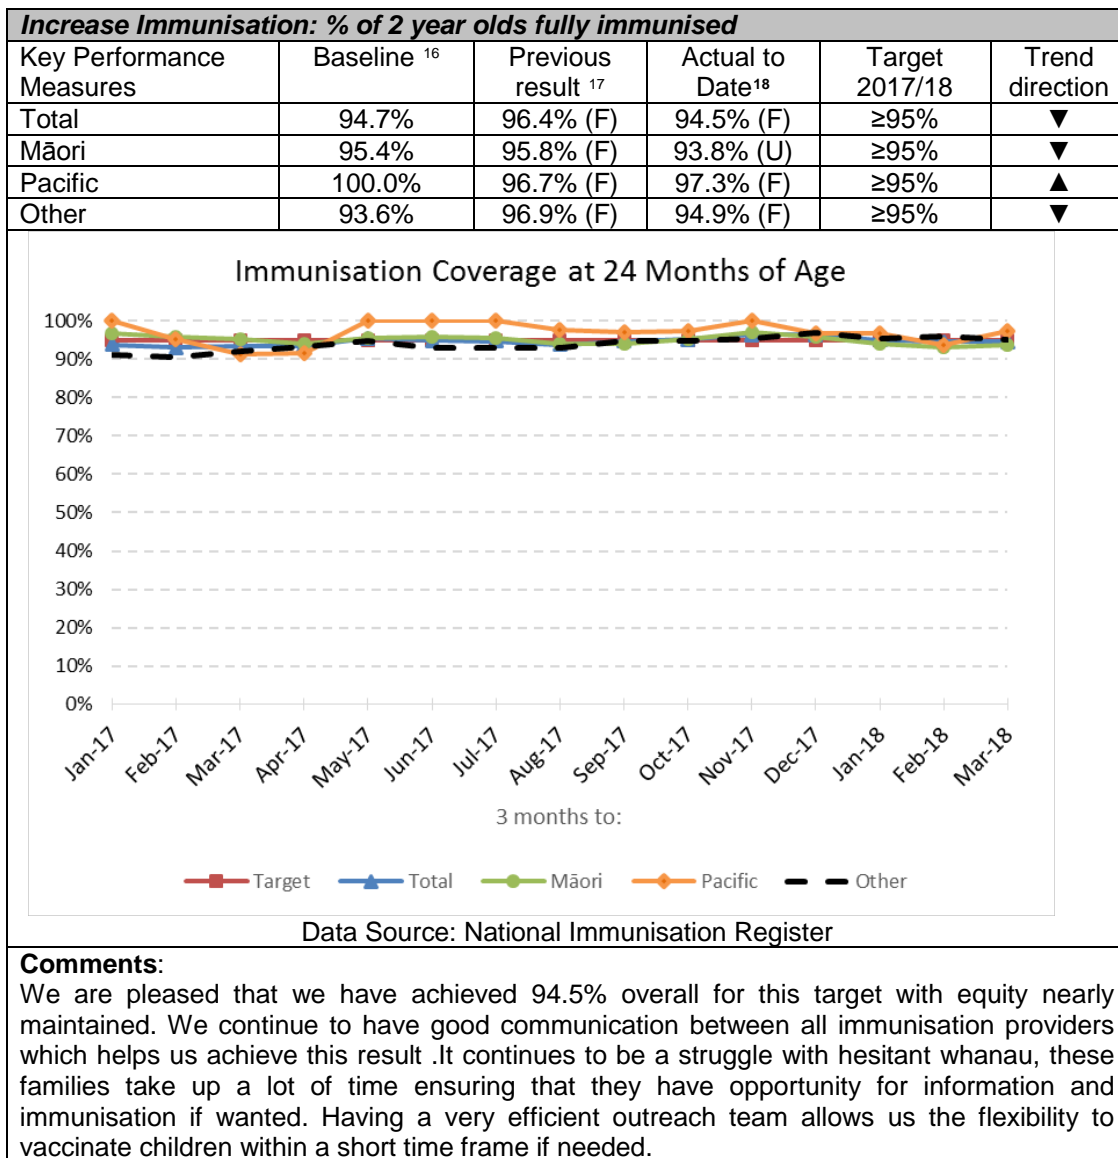 Increase Immunisation: % of 2 year olds fully immunised
Key Performance Measures Baseline 16 Previous result 17 Actual to Date18 Target 2017/18 Trend direction
Total 94.7% 96.4% (F) 94.5% (F) ≥95% ▼
Māori 95.4% 95.8% (F) 93.8% (U) ≥95% ▼
Pacific 100.0% 96.7% (F) 97.3% (F) ≥95% ▲
Other 93.6% 96.9% (F) 94.9% (F) ≥95% ▼
Immunisation Coverage at 24 Months of Age
100%
90%
80%
70%
60%
50%
40%
30%
20%
10%
0%
Jan-17 Feb-17 Mar-17 Apr-17 May-17 Jun-17 Jul-17 Aug-17 Sep-17 Oct-17 Nov-17 Dec-17 Jan-18 Feb-18 Mar-18
3 months to:
Target Total Māori Pacific Other
Data Source: National Immunisation Register
Comments:
We are pleased that we have achieved 94.5% overall for this target with equity nearly
maintained. We continue to have good communication between all immunisation providers
which helps us achieve this result .It continues to be a struggle with hesitant whanau, these
families take up a lot of time ensuring that they have opportunity for information and
immunisation if wanted. Having a very efficient outreach team allows us the flexibility to
vaccinate children within a short time frame if needed.